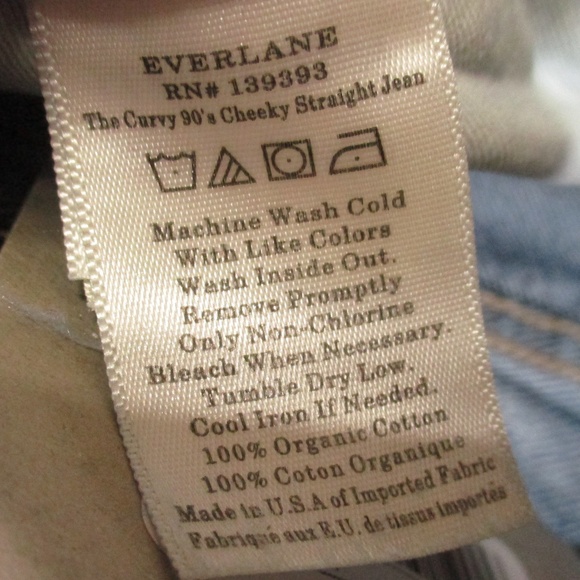 EVERLANE
RN# 139393
The Curvy 90's Cheeky Straight Jean
Machine Wash Cold
With Like Colors
Wash Inside Out.
Remove Promptly
Only Non-Chlorine
Bleach When Necessary.
Tumble Dry Low.
Cool Iron If Needed.
100% Organic Cotton
100% Coton Organique
Made in U.S.A of Imported Fabric
Fabriqué aux E.U. de tissus importés